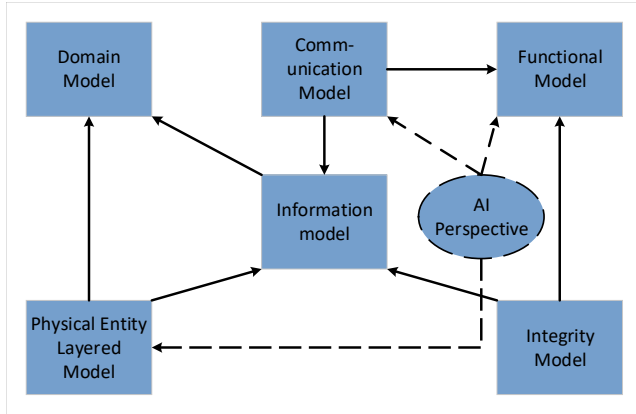 Domain
Model
Comm-
unication
Model
Functional
Model
Information
model
AI
Perspective
Physical Entity
Layered
Model
Integrity
Model